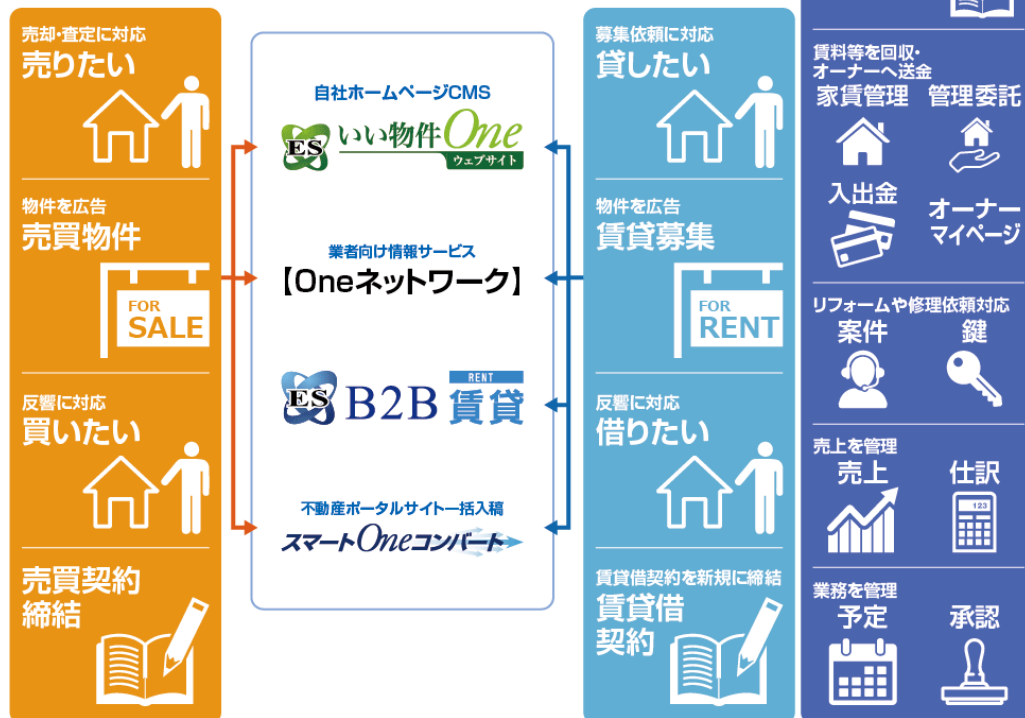 売却・査定に対応
売りたい
物件を広告
売買物件
FOR
SALE
反響に対応
買いたい
売買契約
締結
自社ホームページCMS
ES いい物件One
ウェブサイト
業者向け情報サービス
【Oneネットワーク】
RENT
ES B2B 賃貸
不動産ポータルサイト一括入稿
スマートOneコンバート
募集依頼に対応
貸したい
物件を広告
賃貸募集
FOR
RENT
反響に対応
借りたい
賃貸借契約を新規に締結
賃貸借
契約
賃料等を回収・
オーナーへ送金
家賃管理 管理委託
入出金 オーナー
マイページ
リフォームや修理依頼対応
案件 鍵
売上を管理
売上 仕訳
123
業務を管理
予定 承認